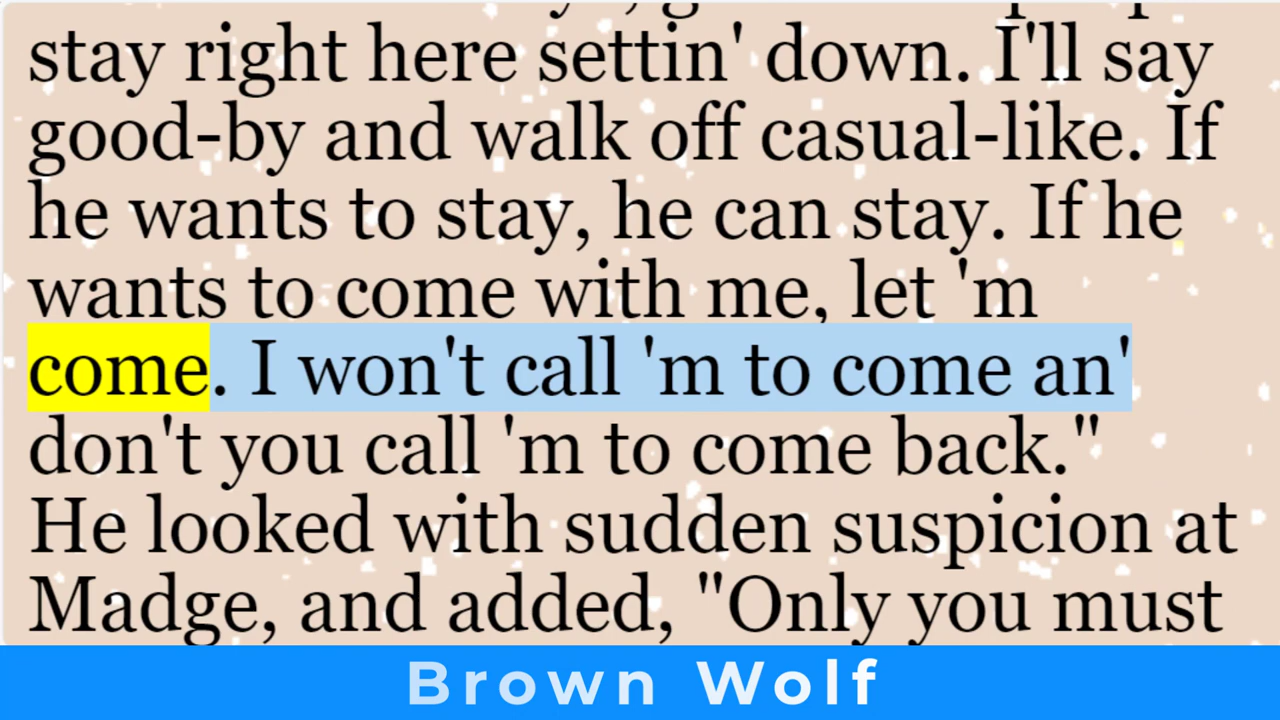 stay right here settin' down. I'll say
good-by and walk off casual-like. If
he wants to stay, he can stay. If he
wants to come with me, let 'm
come. I won't call 'm to come an'
don't you call 'm to come back."
He looked with sudden suspicion at
Madge, and added, "Only you must
Brown Wolf